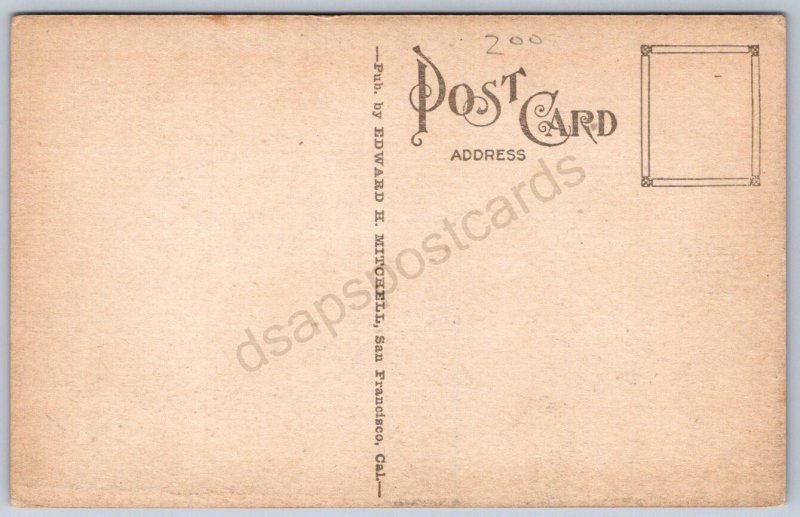 200
POST CARD
ADDRESS
—Pub. by EDWARD H. MITCHELL, San Francisco, Cal.—
dsapspostcards